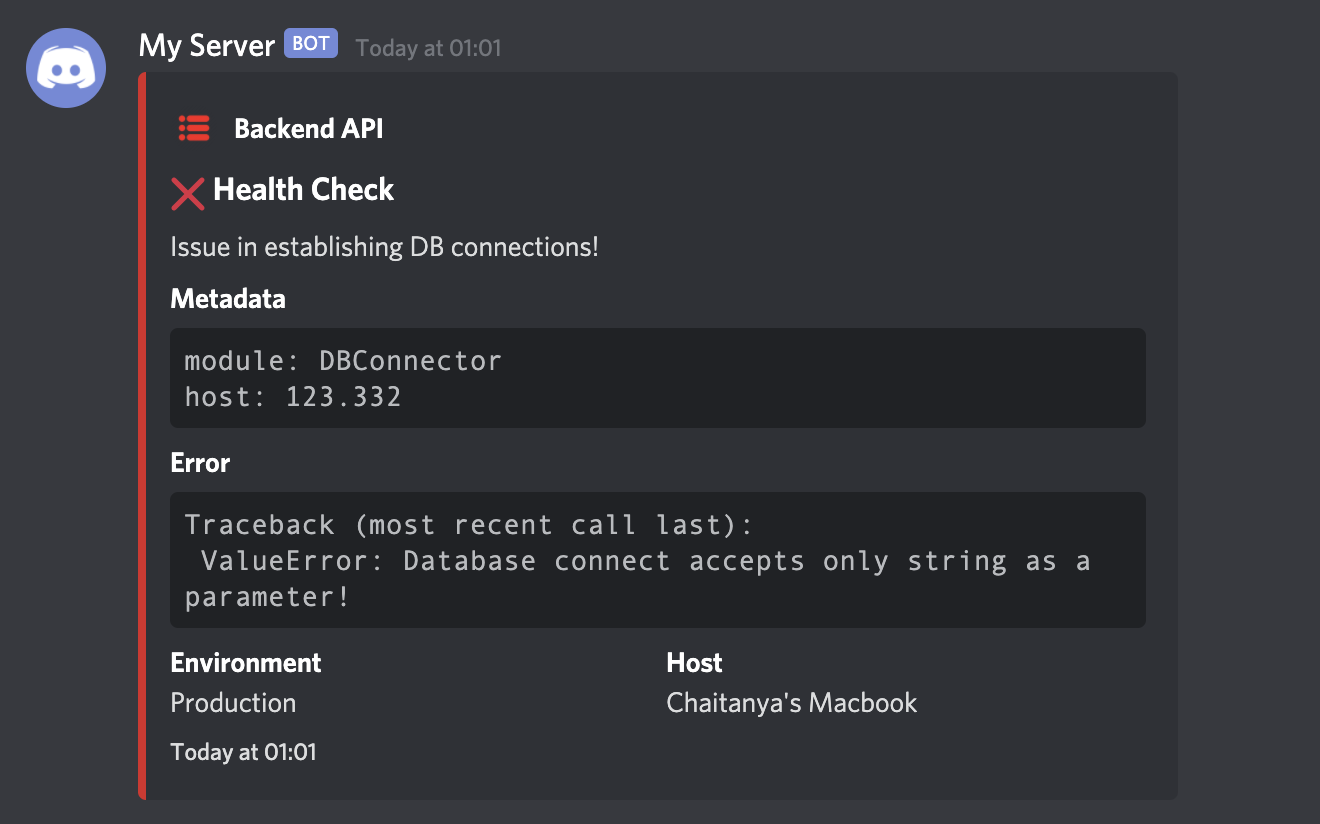 My Server BOT Today at 01:01
Backend API
Health Check
Issue in establishing DB connections!
Metadata
module: DBConnector
host: 123.332
Error
Traceback (most recent call last):
 ValueError: Database connect accepts only string as a
parameter!
Environment Host
Production Chaitanya's Macbook
Today at 01:01